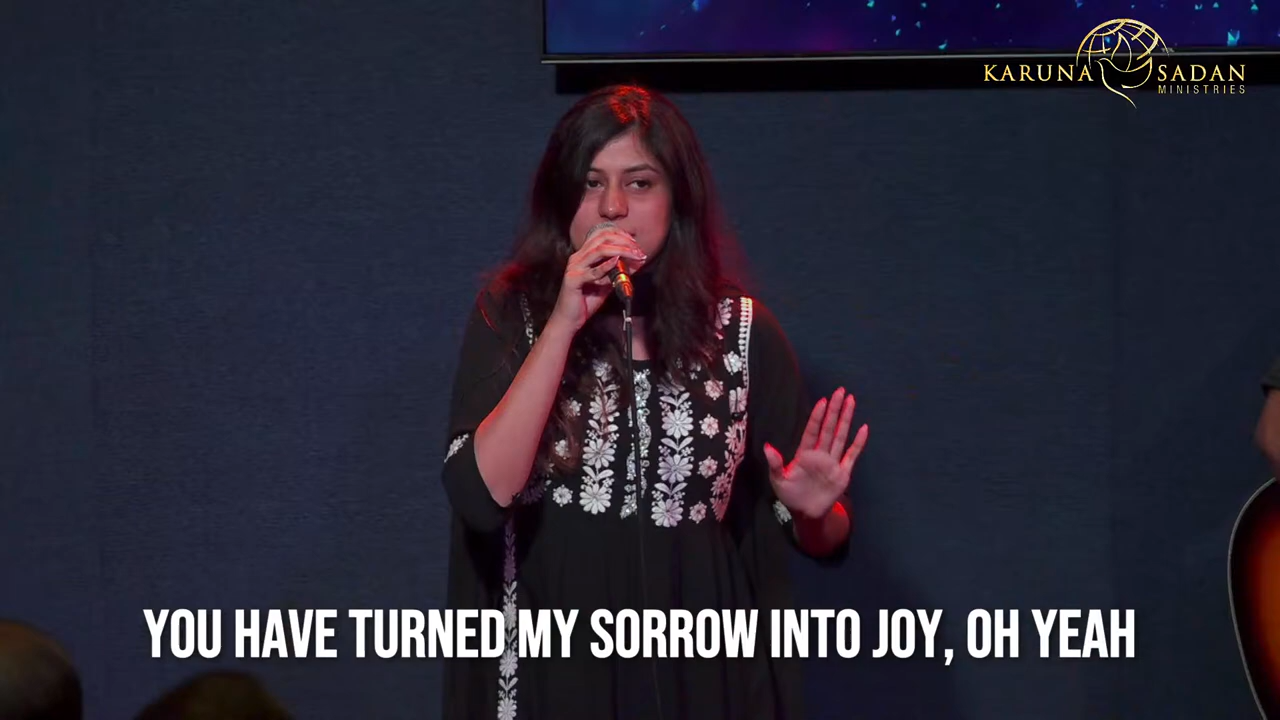 KARUNA SADAN
MINISTRIES
YOU HAVE TURNED MY SORROW INTO JOY, OH YEAH